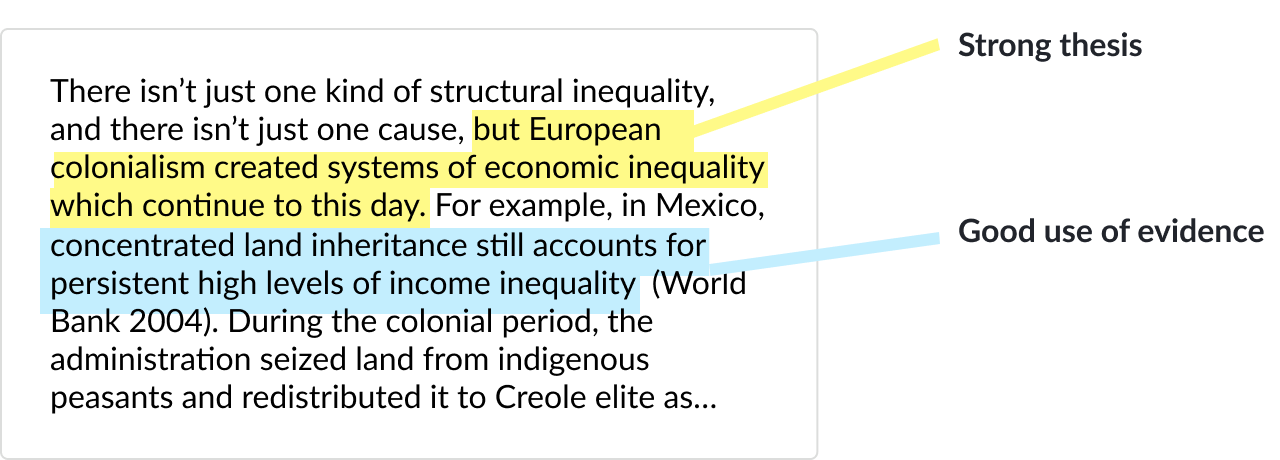 There isn’t just one kind of structural inequality,
and there isn’t just one cause, but European
colonialism created systems of economic inequality
which continue to this day. For example, in Mexico,
concentrated land inheritance still accounts for
persistent high levels of income inequality (World
Bank 2004). During the colonial period, the
administration seized land from indigenous
peasants and redistributed it to Creole elite as...
Strong thesis
Good use of evidence